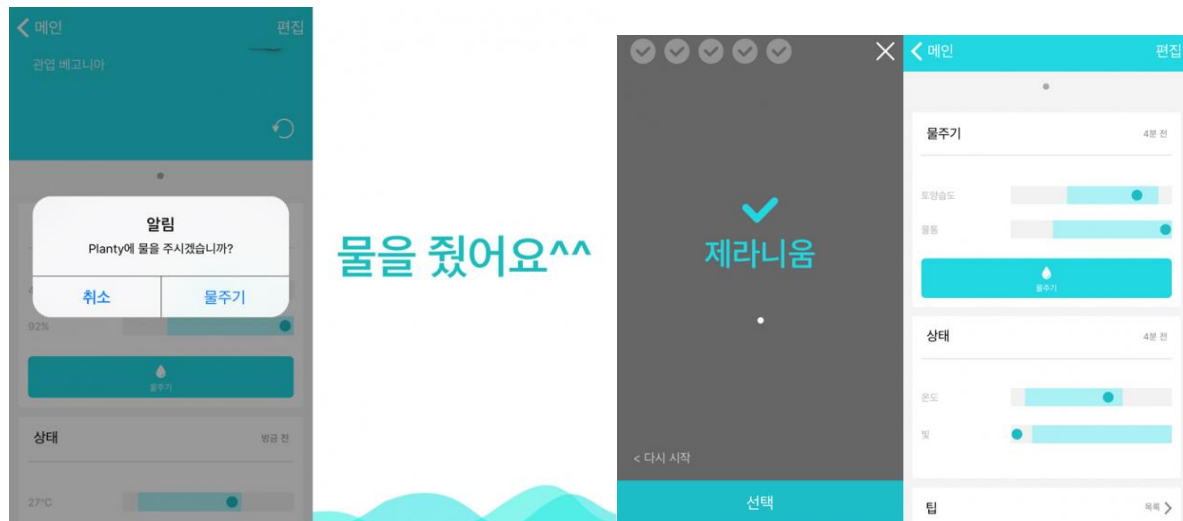 메인
편집
관엽 베고니아
알림
Planty에 물을 주시겠습니까?
취소
물주기
92%
물주기
상태
방금 전
27°C
물을 줬어요^^
제라니움
< 다시 시작
선택
메인
편집
물주기
4분 전
토양습도
물통
물주기
상태
4분 전
온도
빛
팁
목록